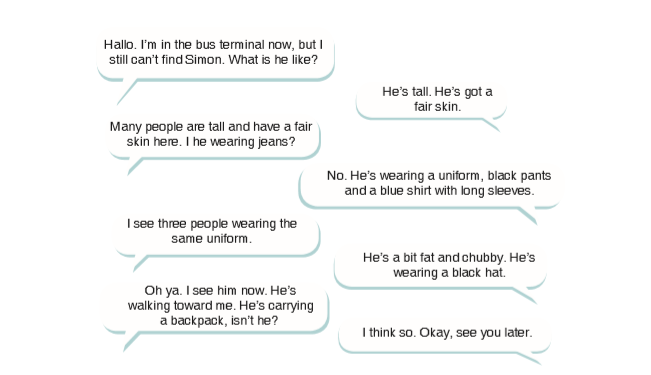 Hallo. I'm in the bus terminal now, but I
still can't find Simon. What is he like?
He's tall. He's got a
fair skin.
Many people are tall and have a fair
skin here. I he wearing jeans?
No. He's wearing a uniform, black pants
and a blue shirt with long sleeves.
I see three people wearing the
same uniform.
He's a bit fat and chubby. He's
wearing a black hat.
Oh ya. I see him now. He's
walking toward me. He's carrying
a backpack, isn't he?
I think so. Okay, see you later.